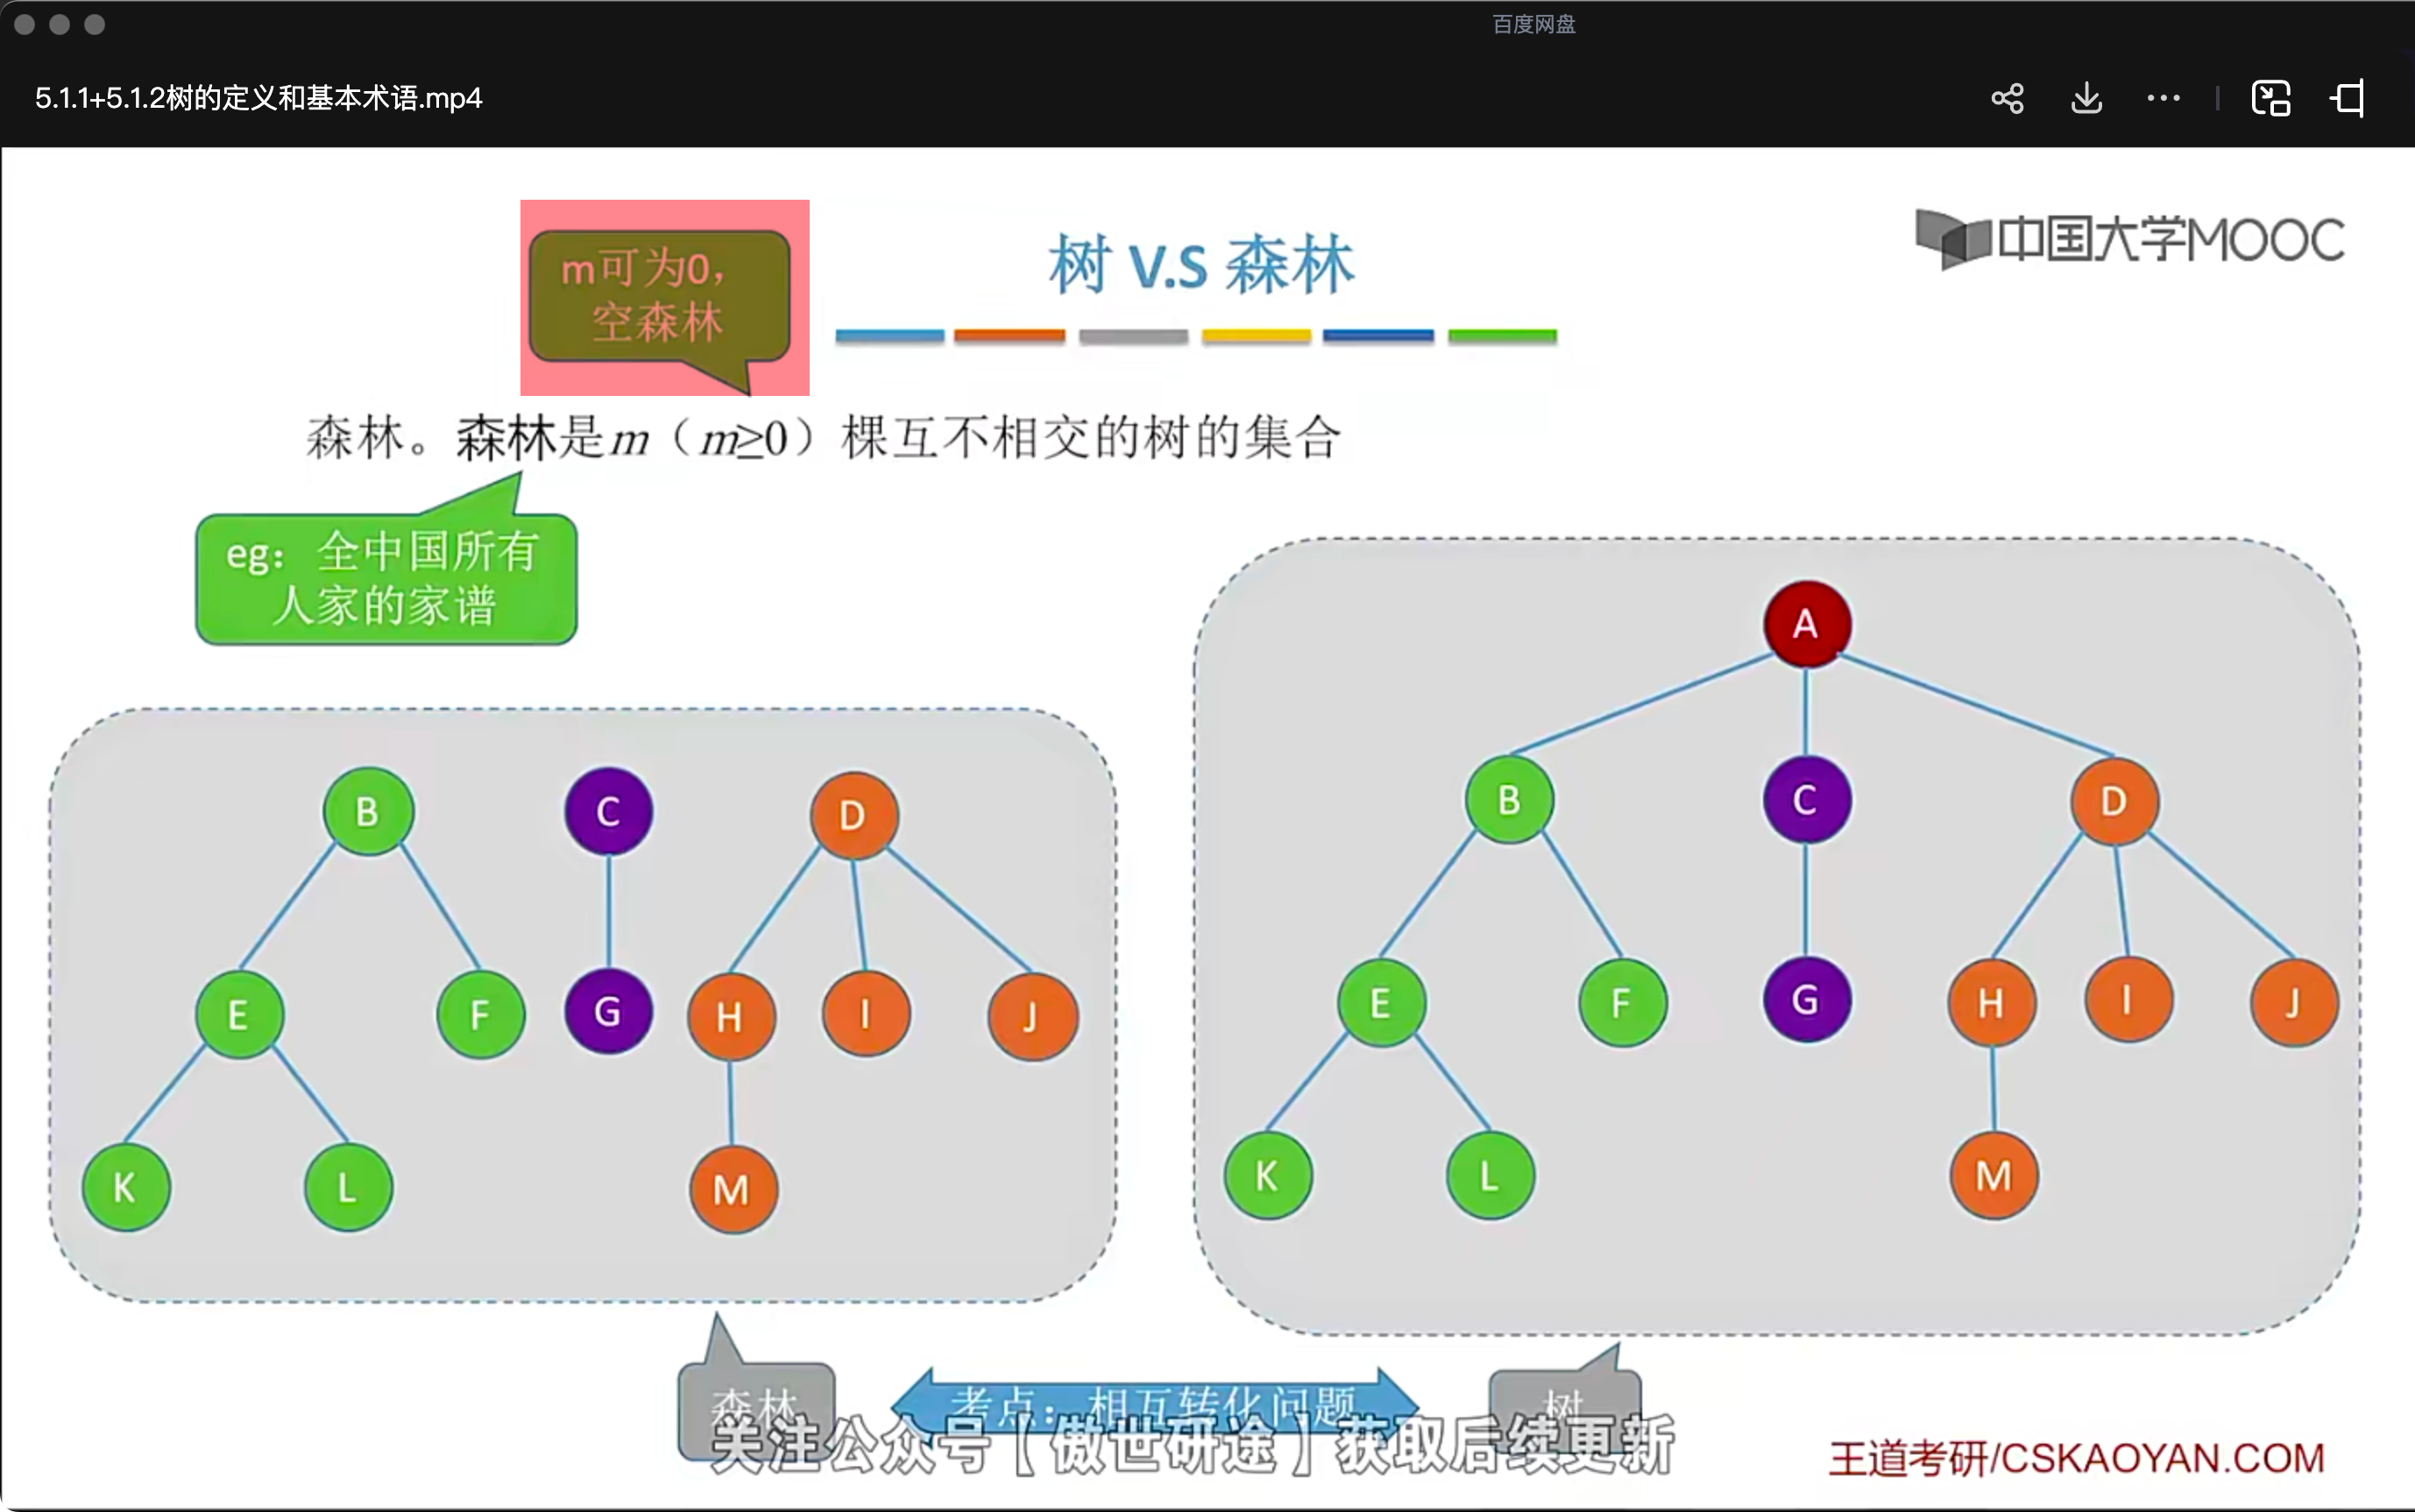 百度网盘
5.1.1+5.1.2树的定义和基本术语.mp4
m可为0，
空森林
树 V.S 森林
中国大学MOOC
森林。森林是m（m≥0）棵互不相交的树的集合
eg： 全中国所有
人家的家谱
A
B C D
B C D
E F G H I J
E F G H I J
K L M
K L M
森林
考点：相互转化问题
树
关注公众号【傲世研途】获取后续更新
王道考研/CSKAOYAN.COM